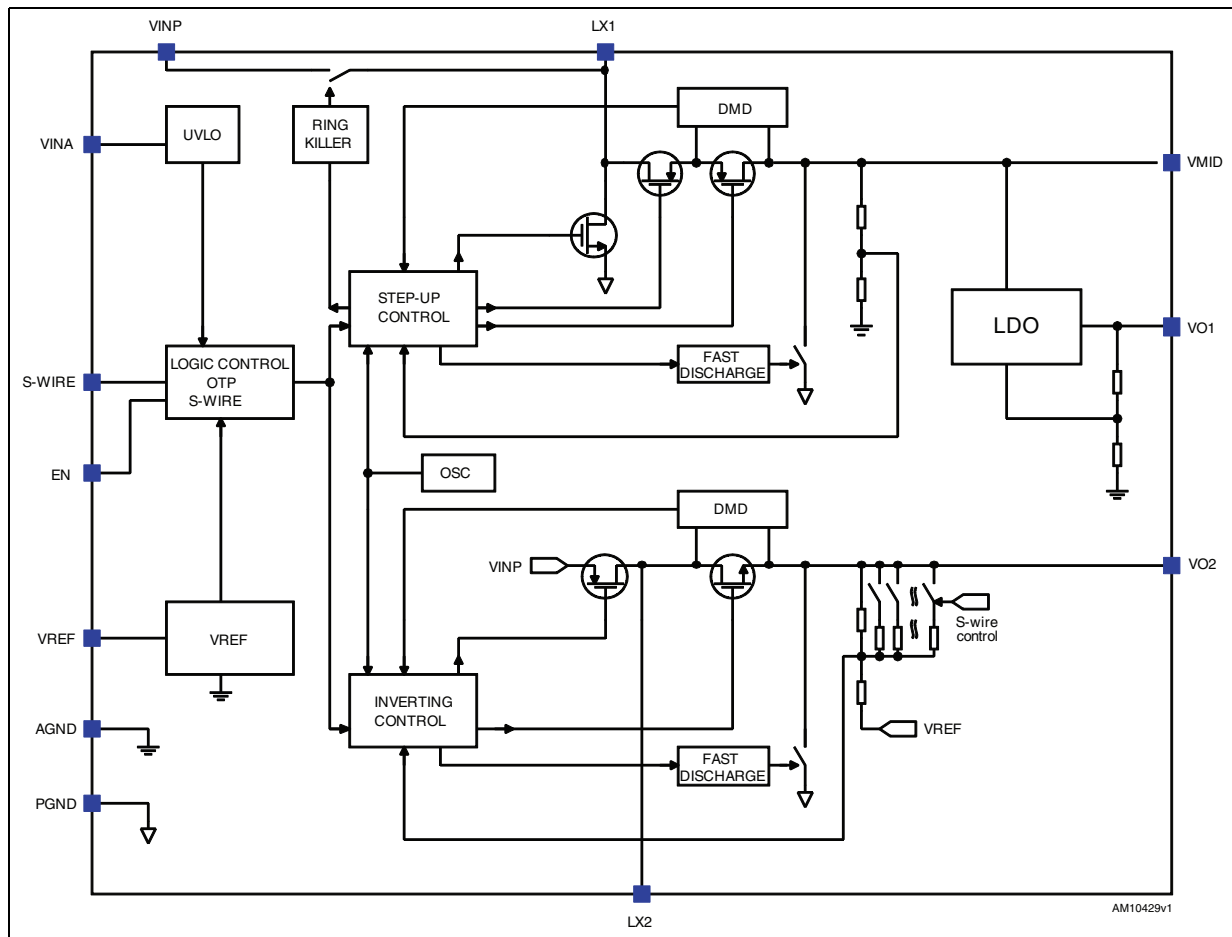 VINP
LX1
DMD
UVLO
RING
KILLER
VINA
VMID
STEP-UP
CONTROL
LDO
VO1
FAST
DISCHARGE
LOGIC CONTROL
OTP
S-WIRE
S-WIRE
EN
OSC
DMD
VINP
VO2
S-wire
control
VREF
VREF
INVERTING
CONTROL
VREF
AGND
FAST
DISCHARGE
PGND
LX2
AM10429v1